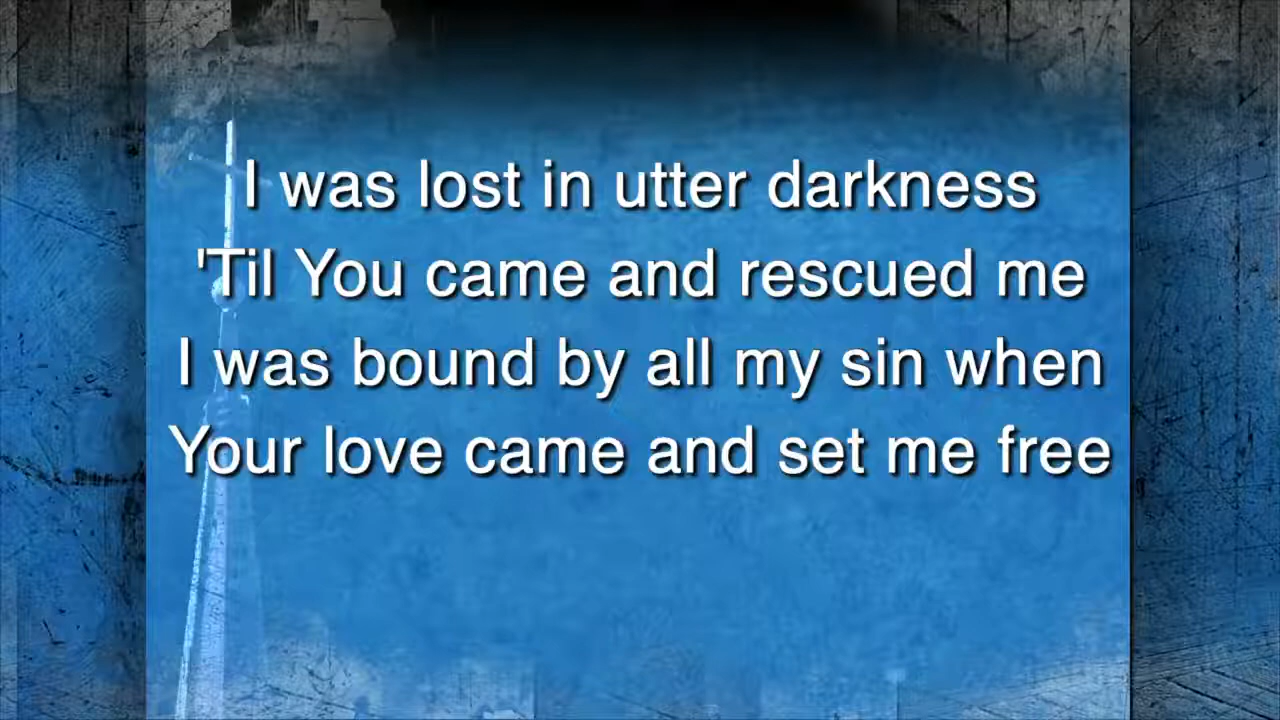 I was lost in utter darkness
'Til You came and rescued me
I was bound by all my sin when
Your love came and set me free